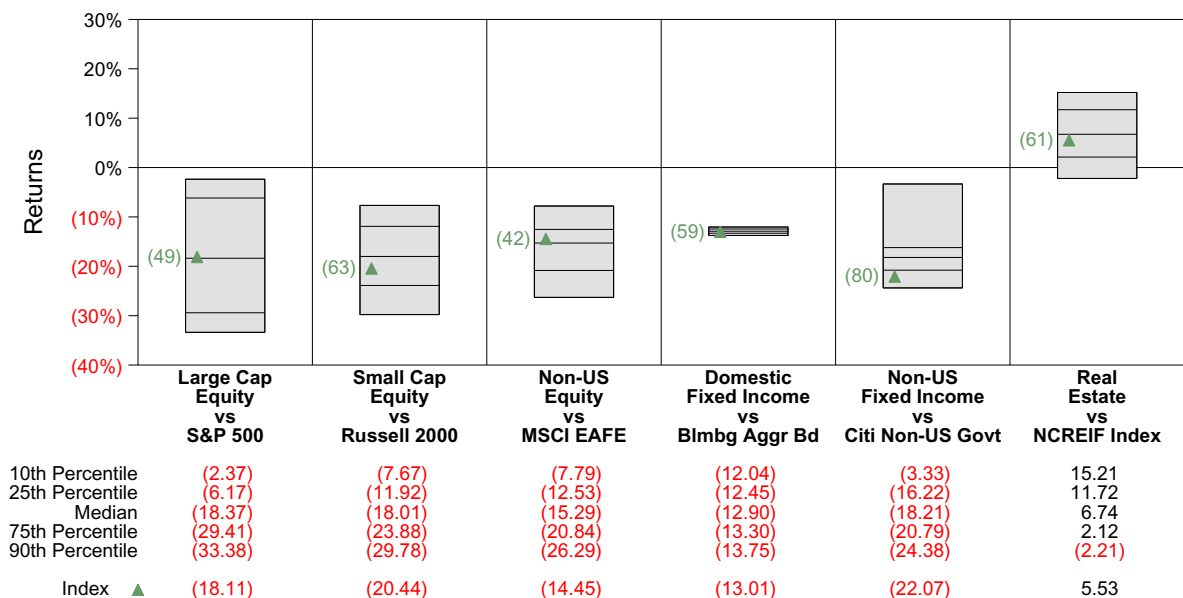 30%
20%
10%
0%
(10%)
(20%)
(30%)
(40%)
Returns
(49)
(63)
(42)
(59)
(80)
(61)
Large Cap
Equity
vs
S&P 500
Small Cap
Equity
vs
Russell 2000
Non-US
Equity
vs
MSCI EAFE
Domestic
Fixed Income
vs
Blmbg Aggr Bd
Non-US
Fixed Income
vs
Citi Non-US Govt
Real
Estate
vs
NCREIF Index
10th Percentile (2.37) (7.67) (7.79) (12.04) (3.33) 15.21
25th Percentile (6.17) (11.92) (12.53) (12.45) (16.22) 11.72
Median (18.37) (18.01) (15.29) (12.90) (18.21) 6.74
75th Percentile (29.41) (23.88) (20.84) (13.30) (20.79) 2.12
90th Percentile (33.38) (29.78) (26.29) (13.75) (24.38) (2.21)
Index (18.11) (20.44) (14.45) (13.01) (22.07) 5.53